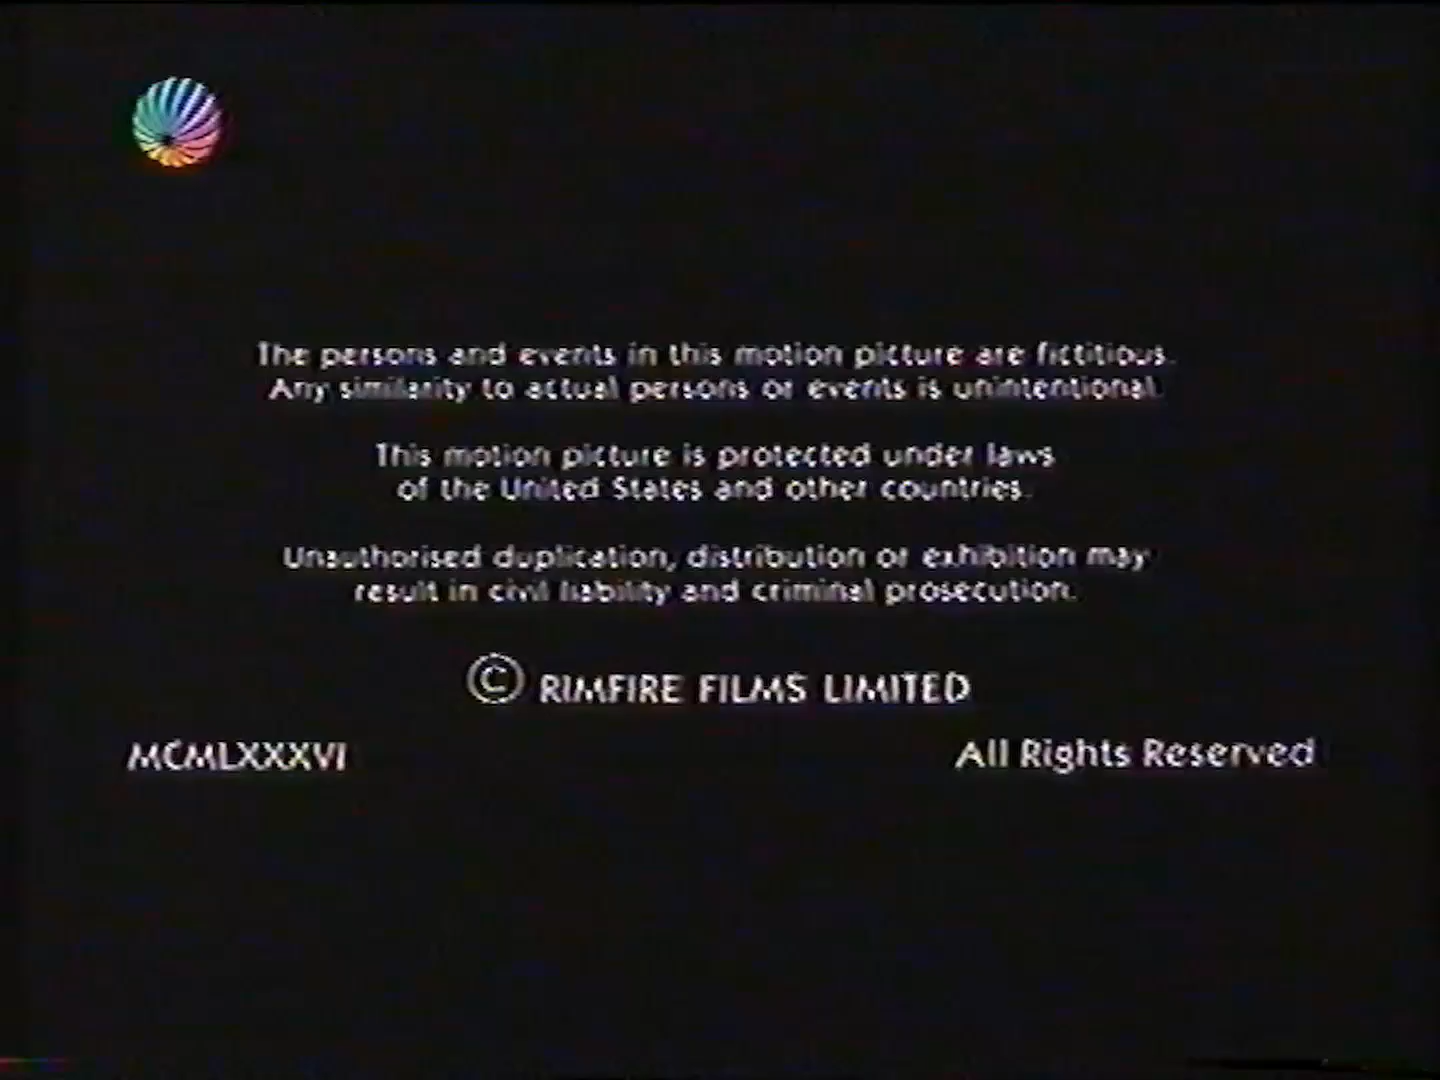 The persons and events in this motion picture are fictitious.
Any similarity to actual persons or events is unintentional.
This motion picture is protected under laws
of the United States and other countries.
Unauthorised duplication, distribution or exhibition may
result in civil liability and criminal prosecution.
© RIMFIRE FILMS LIMITED
MCMLXXXVI All Rights Reserved